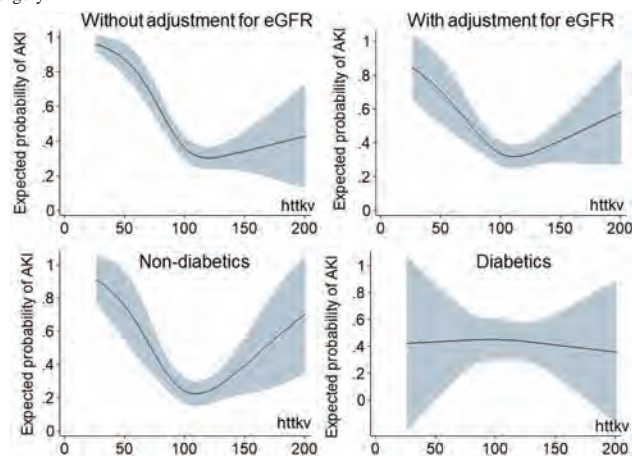 Without adjustment for eGFR
With adjustment for eGFR
Expected probability of AKI
1
.8
.6
.4
.2
0
httkv
0 50 100 150 200
Expected probability of AKI
1
.8
.6
.4
.2
0
httkv
0 50 100 150 200
Non-diabetics
Diabetics
Expected probability of AKI
1
.8
.6
.4
.2
0
httkv
0 50 100 150 200
Expected probability of AKI
1
.8
.6
.4
.2
0
httkv
0 50 100 150 200